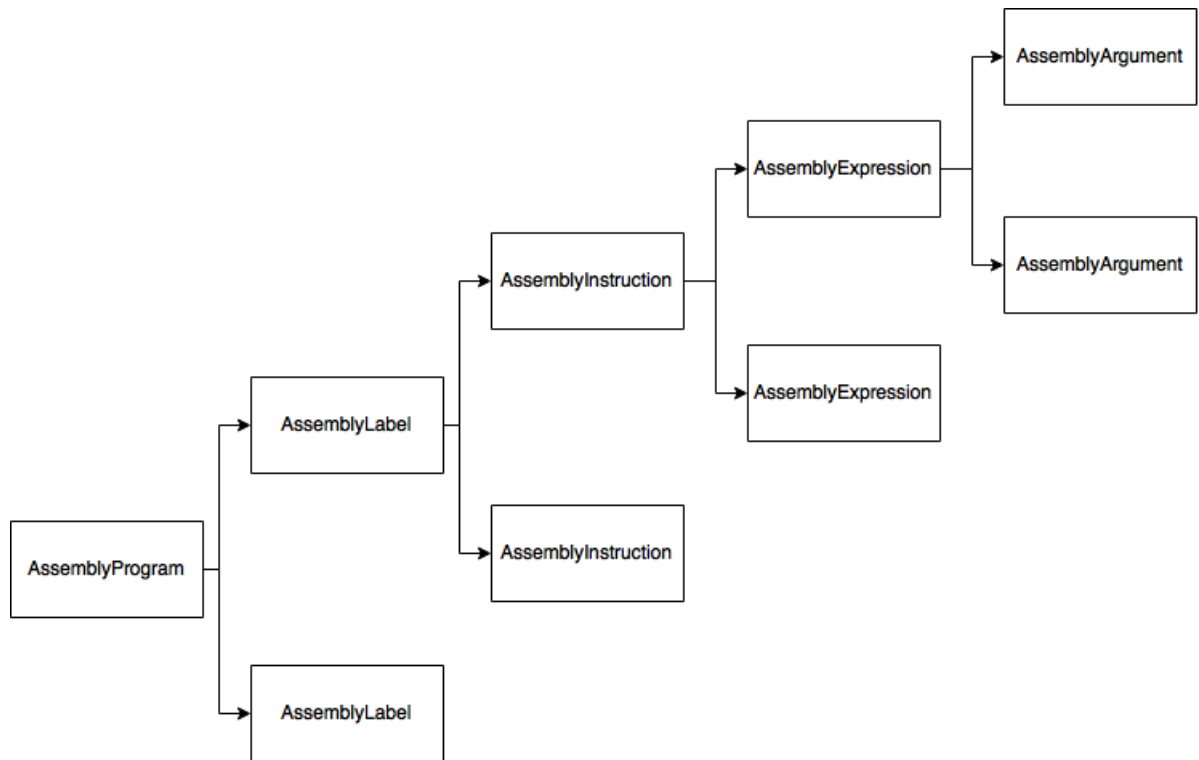 AssemblyArgument
AssemblyExpression
AssemblyArgument
AssemblyInstruction
AssemblyExpression
AssemblyLabel
AssemblyInstruction
AssemblyProgram
AssemblyLabel